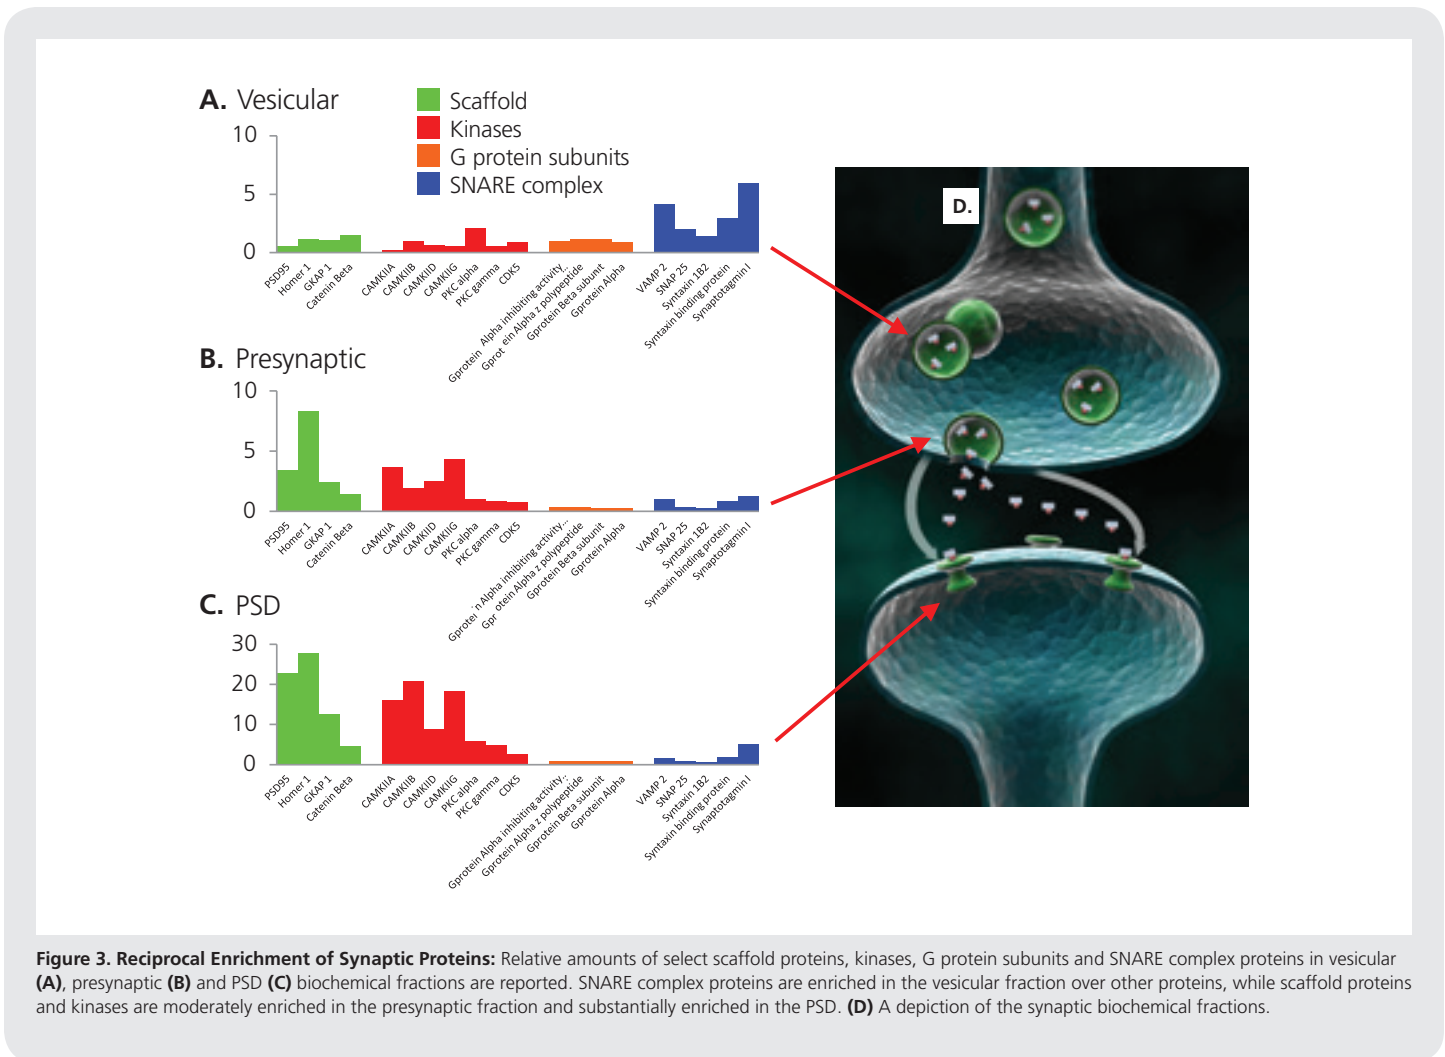 A. Vesicular
Scaffold
Kinases
G protein subunits
SNARE complex
10
5
0
PSD95
Homer 1
GKAP 1
Catenin Beta
CAMKIIA
CAMKIIB
CAMKIID
CAMKIIG
PKC alpha
PKC gamma
CDK5
Gprotein Alpha inhibiting activity...
Gprot ein Alpha z polypeptide
Gprotein Beta subunit
Gprotein Alpha
VAMP 2
SNAP 25
Syntaxin 1B2
Syntaxin binding protein
Synaptotagmin I
B. Presynaptic
10
5
0
PSD95
Homer 1
GKAP 1
Catenin Beta
CAMKIIA
CAMKIIB
CAMKIID
CAMKIIG
PKC alpha
PKC gamma
CDK5
Gprotei 'n Alpha inhibiting activity...
Gpr otein Alpha z polypeptide
Gprotein Beta subunit
Gprotein Alpha
VAMP 2
SNAP 25
Syntaxin 1B2
Syntaxin binding protein
Synaptotagmin I
C. PSD
30
20
10
0
PSD95
Homer 1
GKAP 1
Catenin Beta
CAMKIIA
CAMKIIB
CAMKIID
CAMKIIG
PKC alpha
PKC gamma
CDK5
Gprotein Alpha inhibiting activity...
Gprotein Alpha z polypeptide
Gprotein Beta subunit
Gprotein Alpha
VAMP 2
SNAP 25
Syntaxin 1B2
Syntaxin binding protein
Synaptotagmin I
D.
Figure 3. Reciprocal Enrichment of Synaptic Proteins: Relative amounts of select scaffold proteins, kinases, G protein subunits and SNARE complex proteins in vesicular
(A), presynaptic (B) and PSD (C) biochemical fractions are reported. SNARE complex proteins are enriched in the vesicular fraction over other proteins, while scaffold proteins
and kinases are moderately enriched in the presynaptic fraction and substantially enriched in the PSD. (D) A depiction of the synaptic biochemical fractions.